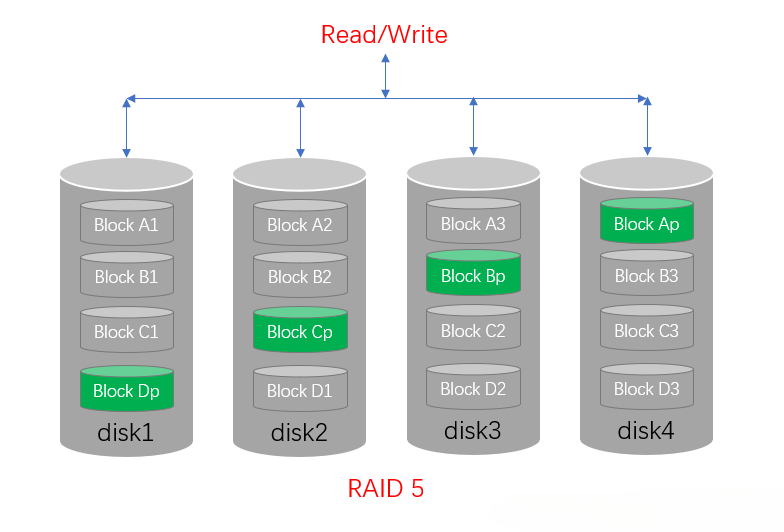 Read/Write
Block A1
Block B1
Block C1
Block Dp
disk1
Block A2
Block B2
Block Cp
Block D1
disk2
Block A3
Block Bp
Block C2
Block D2
disk3
Block Ap
Block B3
Block C3
Block D3
disk4
RAID 5